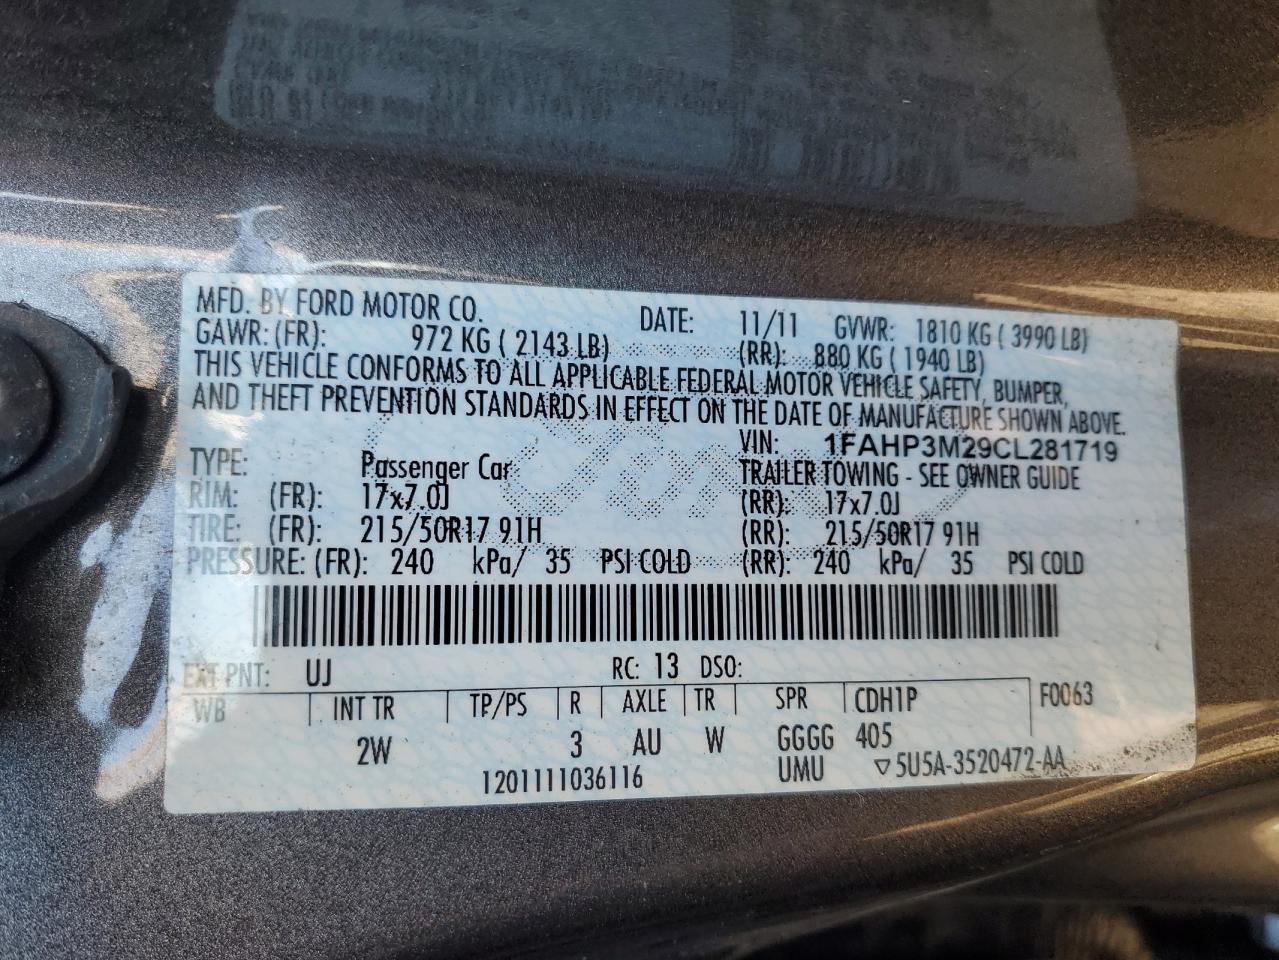 MFD. BY FORD MOTOR CO.
DATE: 11/11 GVWR: 1810 KG ( 3990 LB)
GAWR: (FR): 972 KG ( 2143 LB) (RR): 880 KG ( 1940 LB)
THIS VEHICLE CONFORMS TO ALL APPLICABLE FEDERAL MOTOR VEHICLE SAFETY, BUMPER,
AND THEFT PREVENTION STANDARDS IN EFFECT ON THE DATE OF MANUFACTURE SHOWN ABOVE.
VIN: 1FAHP3M29CL281719
TYPE: Passenger Car TRAILER TOWING - SEE OWNER GUIDE
RIM: (FR): 17x7.0J (RR): 17x7.0J
TIRE: (FR): 215/50R17 91H (RR): 215/50R17 91H
PRESSURE: (FR): 240 kPa/ 35 PSI COLD (RR): 240 kPa/ 35 PSI COLD
EXT PNT: UJ RC: 13 DSO:
WB INT TR TP/PS R AXLE TR SPR CDH1P F0063
2W 3 AU W GGGG 405
UMU ▽5U5A-3520472-AA
1201111036116